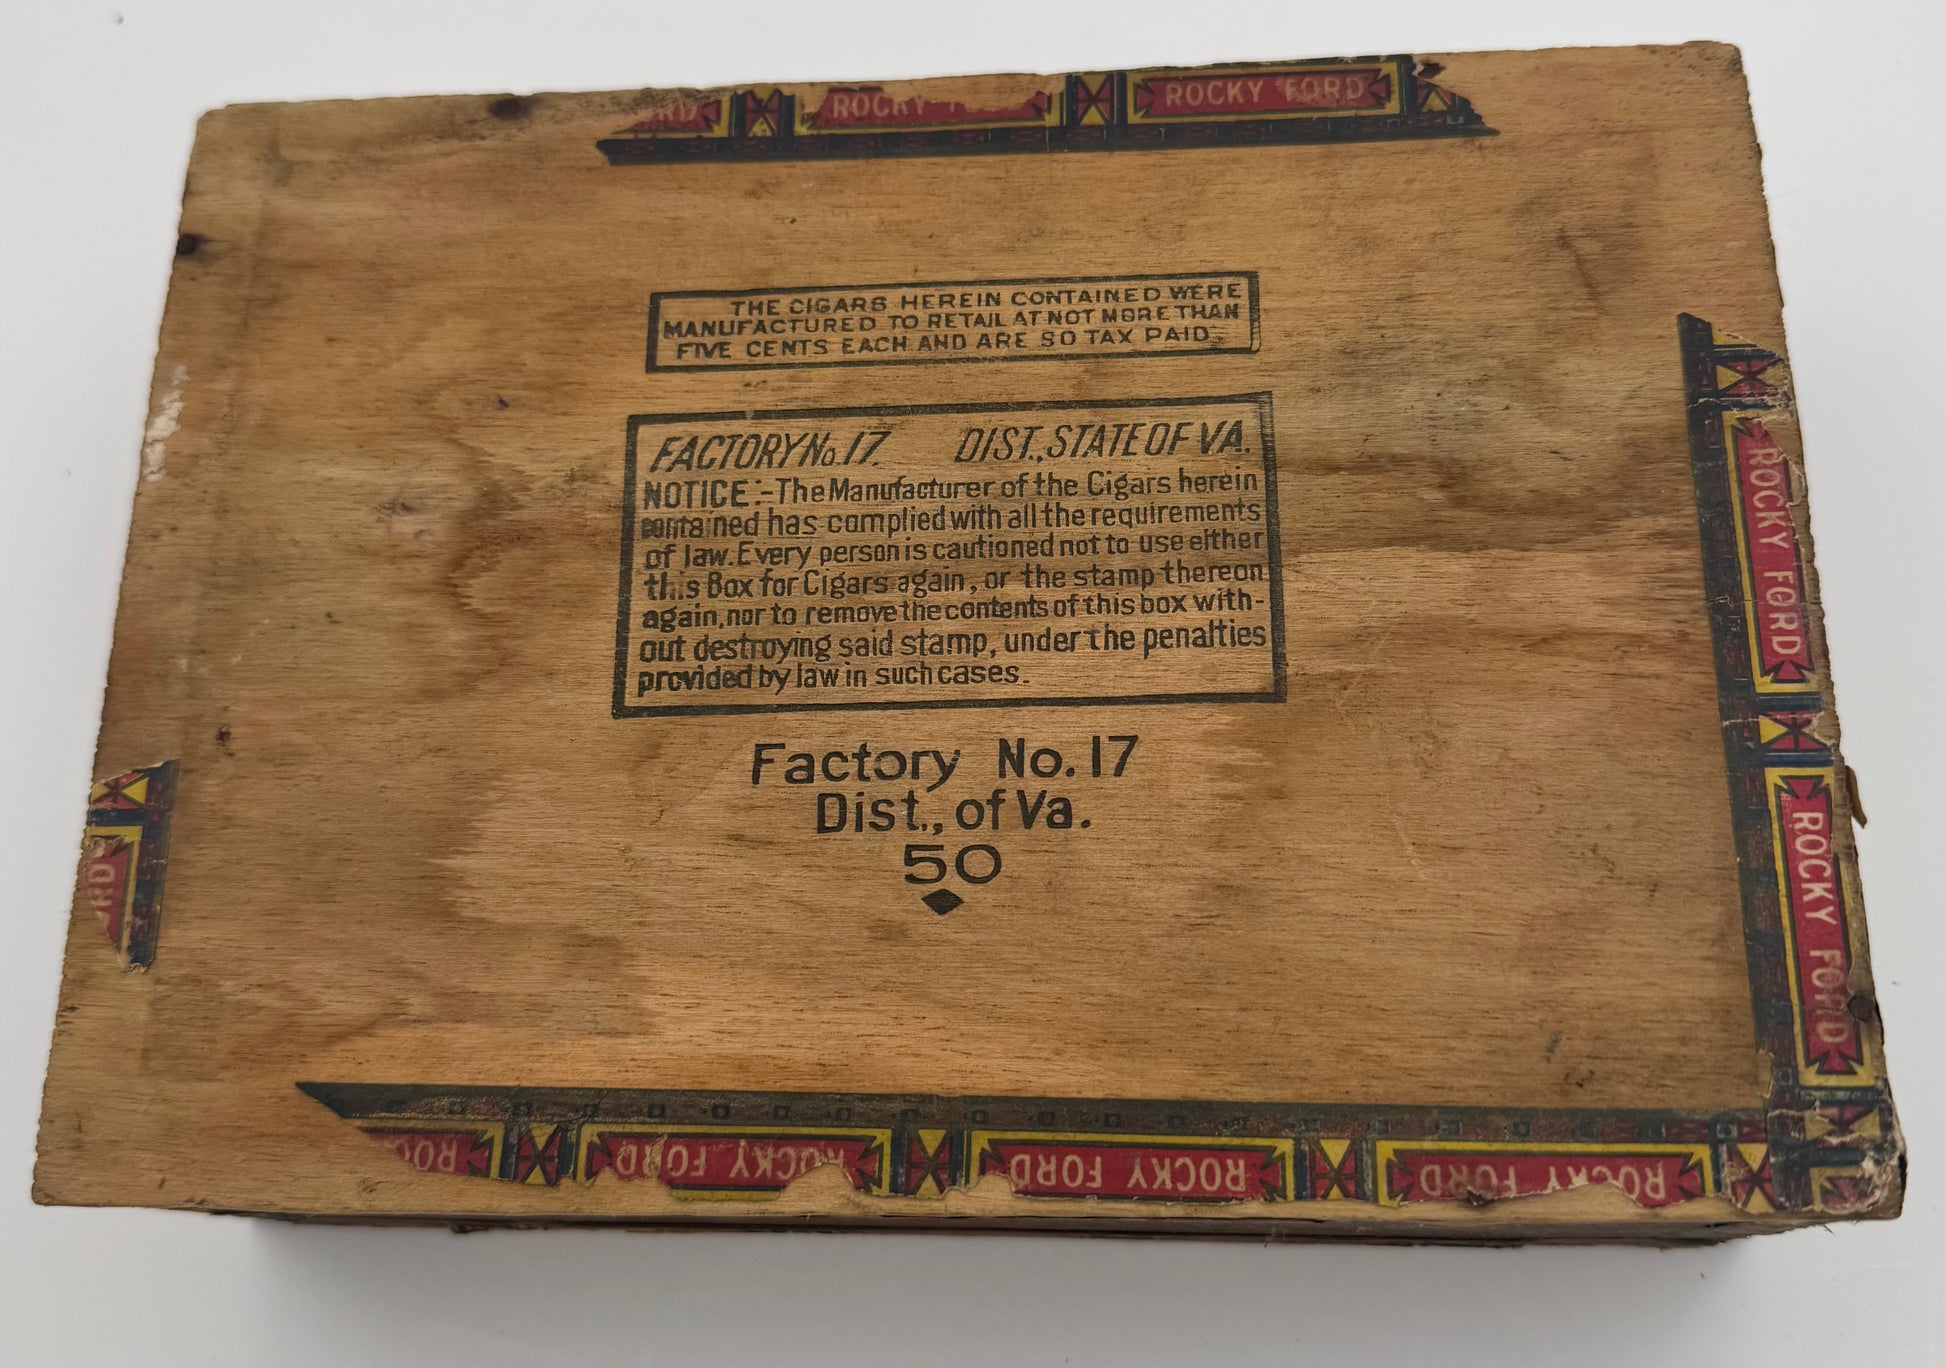 RD
ROCKY
ROCKY FORD
THE CIGARS HEREIN CONTAINED WERE
MANUFACTURED TO RETAIL AT NOT MORE THAN
FIVE CENTS EACH AND ARE SO TAX PAID.
FACTORY No. 17. DIST., STATE OF VA.
NOTICE:-The Manufacturer of the Cigars herein
contained has complied with all the requirements
of law. Every person is cautioned not to use either
this Box for Cigars again, or the stamp thereon
again, nor to remove the contents of this box with-
out destroying said stamp, under the penalties
provided by law in such cases.
Factory No. 17
Dist., of Va.
50
ROCKY FORD
ROCKY FORD
ORD
ROC
ROCKY FORD
ROCKY FORD
ROCKY FORD